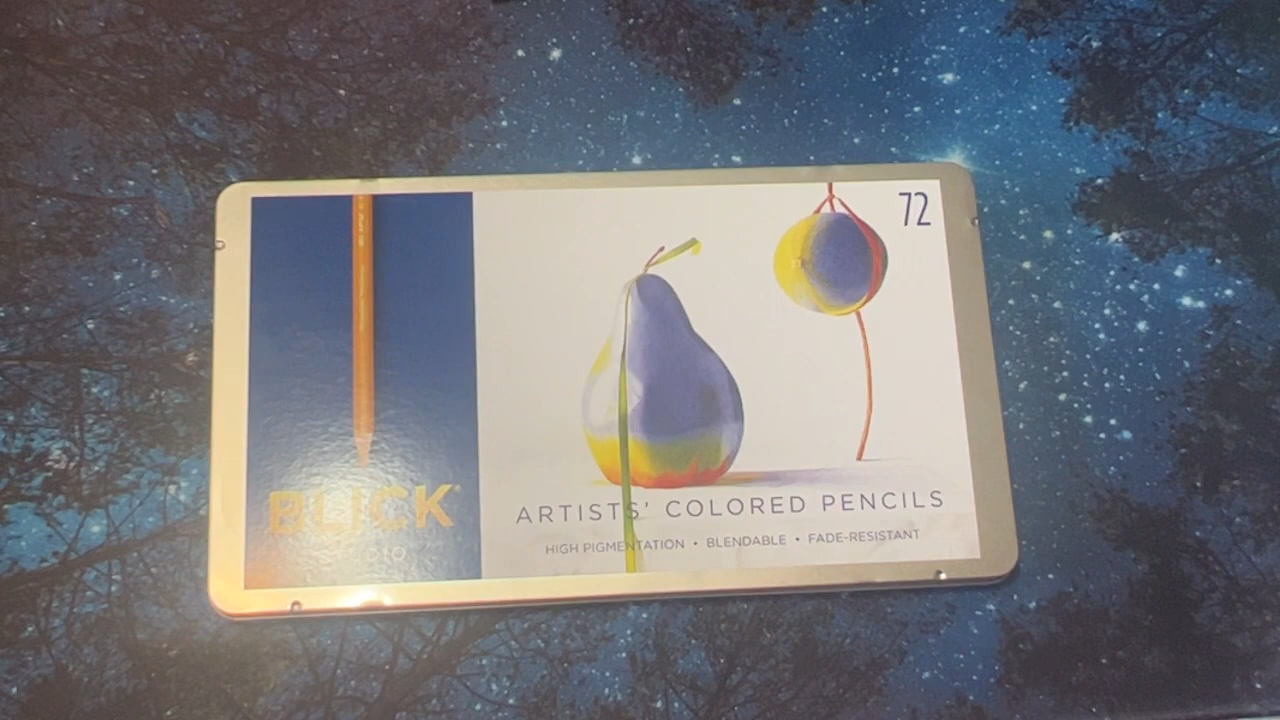 72
BLICK®
ARTISTS' COLORED PENCILS
HIGH PIGMENTATION • BLENDABLE • FADE-RESISTANT